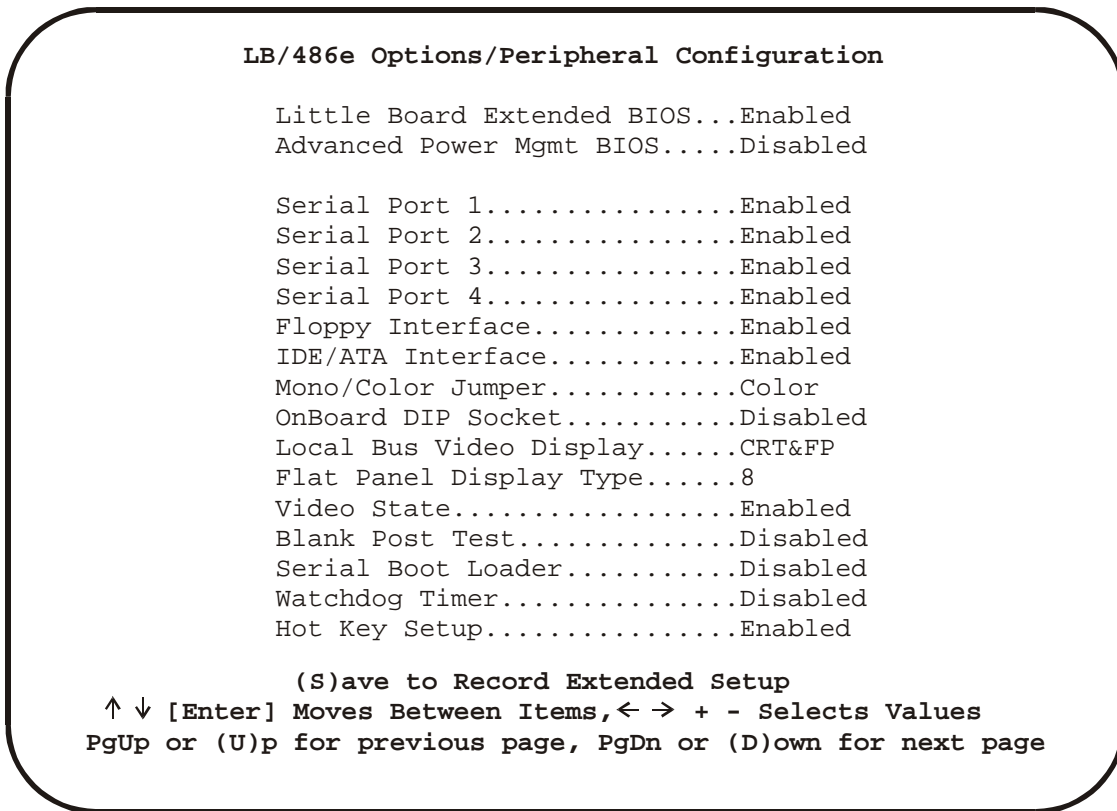 LB/486e Options/Peripheral Configuration
Little Board Extended BIOS...Enabled
Advanced Power Mgmt BIOS.....Disabled
Serial Port 1................Enabled
Serial Port 2................Enabled
Serial Port 3................Enabled
Serial Port 4................Enabled
Floppy Interface.............Enabled
IDE/ATA Interface............Enabled
Mono/Color Jumper............Color
OnBoard DIP Socket...........Disabled
Local Bus Video Display......CRT&FP
Flat Panel Display Type......8
Video State..................Enabled
Blank Post Test..............Disabled
Serial Boot Loader...........Disabled
Watchdog Timer...............Disabled
Hot Key Setup................Enabled
(S)ave to Record Extended Setup
↑ ↓ [Enter] Moves Between Items,← → + - Selects Values
PgUp or (U)p for previous page, PgDn or (D)own for next page